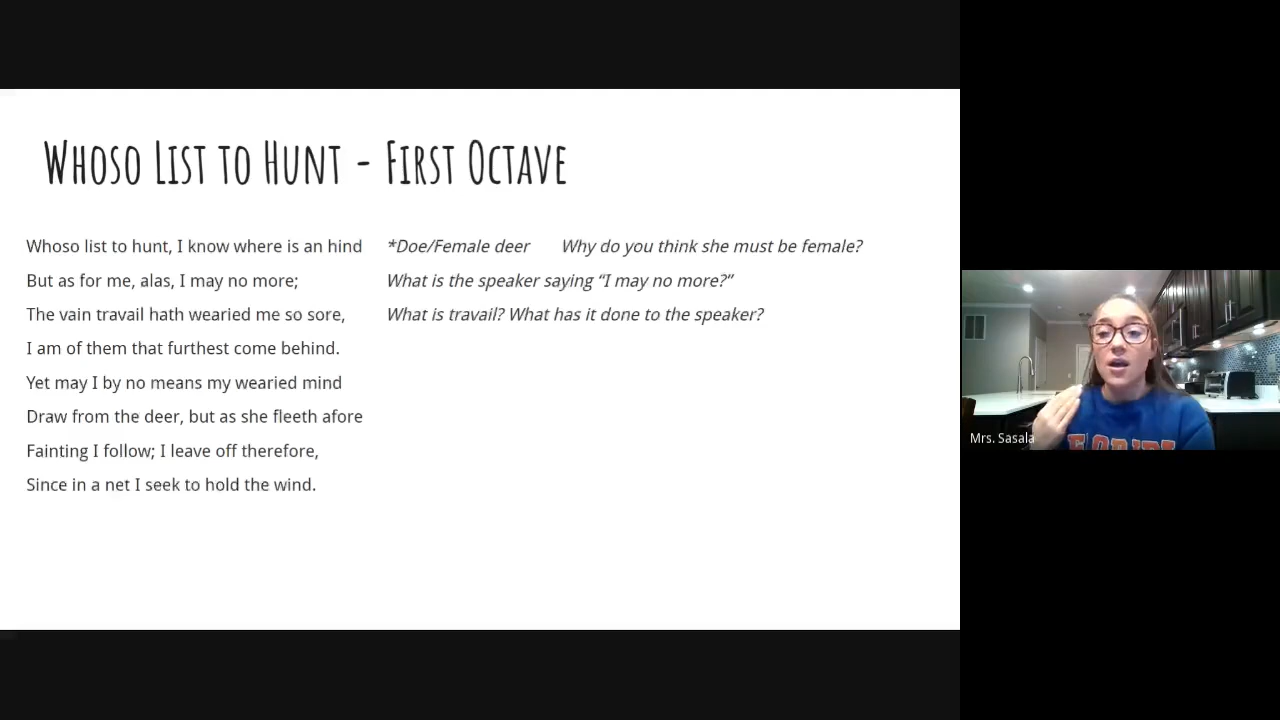 Whoso List to Hunt - First Octave
Whoso list to hunt, I know where is an hind *Doe/Female deer Why do you think she must be female?
But as for me, alas, I may no more; What is the speaker saying “I may no more?”
The vain travail hath wearied me so sore, What is travail? What has it done to the speaker?
I am of them that furthest come behind.
Yet may I by no means my wearied mind
Draw from the deer, but as she fleeth afore
Fainting I follow; I leave off therefore,
Since in a net I seek to hold the wind.
Mrs. Sasala
FLORIDA